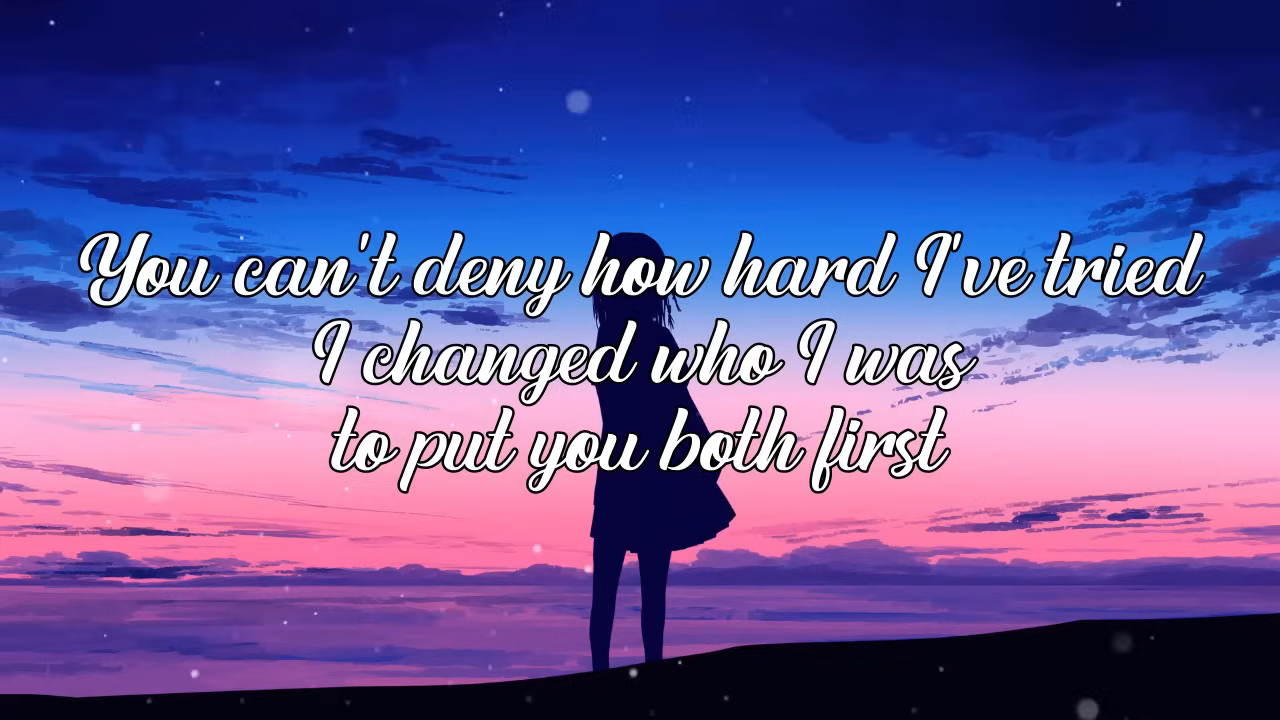 You can't deny how hard I've tried
I changed who I was
to put you both first